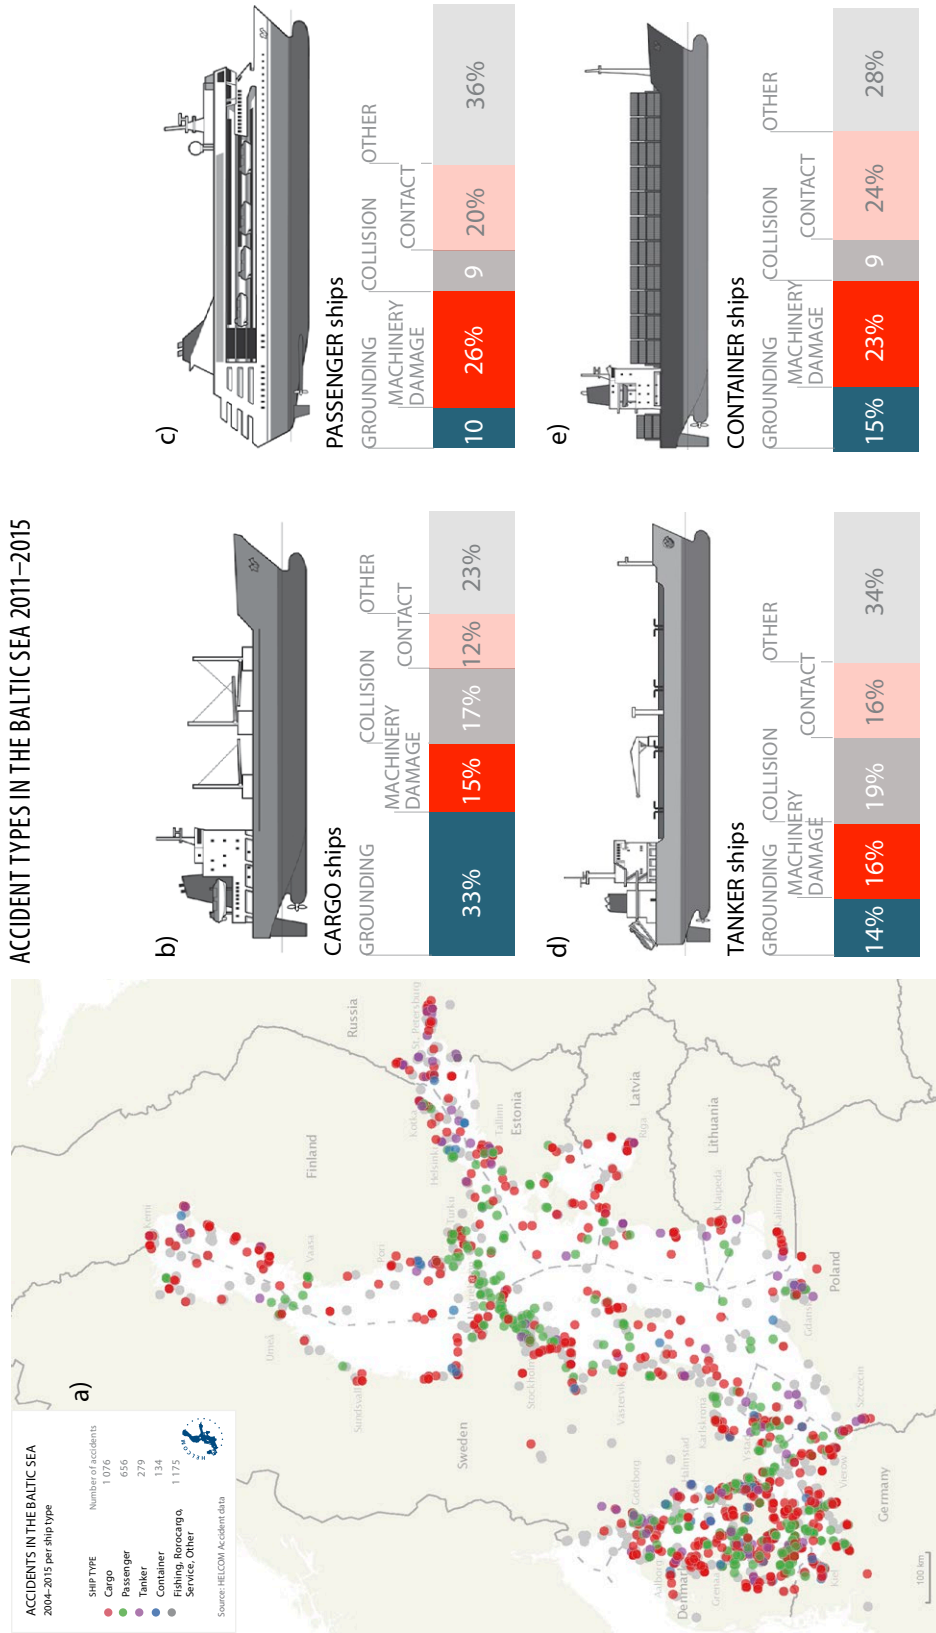 ACCIDENT TYPES IN THE BALTIC SEA 2011–2015
a)
ACCIDENTS IN THE BALTIC SEA
2004–2015 per ship type
SHIP TYPE Number of accidents
Cargo 1 076
Passenger 656
Tanker 279
Container 134
Fishing, Rorocargo, 1 175
Service, Other
HELCOM
Source: HELCOM Accident data
Kemi
Umeå
Vaasa
Finland
Russia
Sundsvall
Pori
Kotka
St. Petersburg
Turku
Helsinki
Sweden
Stockholm
Tallinn
Estonia
Göteborg
Västervik
Riga
Latvia
Aalborg
Halmstad
Karlskrona
Klaipeda
Lithuania
Denmark
Grenaa
Ystad
Kaliningrad
Gdansk
Kiel
Vierow
Szczecin
Poland
Germany
100 km
b)
CARGO ships
GROUNDING
MACHINERY
DAMAGE
COLLISION
CONTACT
OTHER
33% 15% 17% 12% 23%
c)
PASSENGER ships
GROUNDING
MACHINERY
DAMAGE
COLLISION
CONTACT
OTHER
10 26% 9 20% 36%
d)
TANKER ships
GROUNDING
MACHINERY
DAMAGE
COLLISION
CONTACT
OTHER
14% 16% 19% 16% 34%
e)
CONTAINER ships
GROUNDING
MACHINERY
DAMAGE
COLLISION
CONTACT
OTHER
15% 23% 9 24% 28%